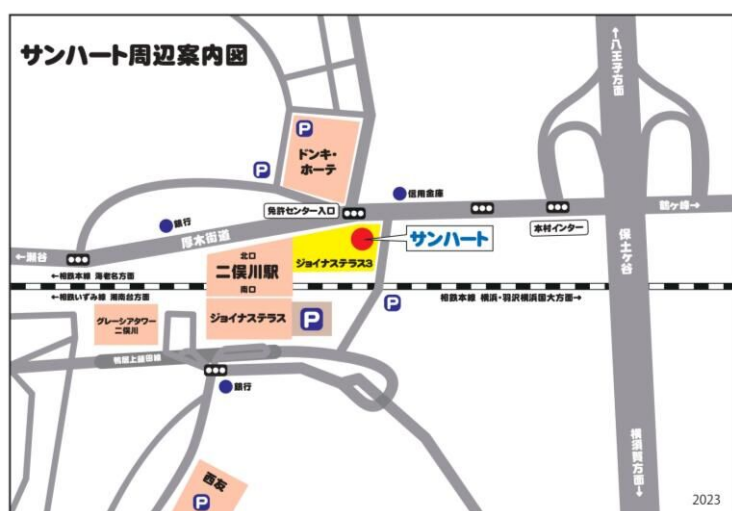 サンハート周辺案内図
←八王子方面
P
ドンキ・
ホーテ
P
信用金庫
免許センター入口
鶴ヶ峰→
銀行
厚木街道
本村インター
サンハート
保土ヶ谷
←瀬谷
北口
二俣川駅
南口
ジョイナステラス3
←相鉄本線 海老名方面
←相鉄いずみ線 湘南台方面
相鉄本線 横浜・羽沢横浜国大方面→
P
グレーシアタワー
二俣川
ジョイナステラス
P
鴨居上飯田線
銀行
横須賀方面→
西友
P
2023